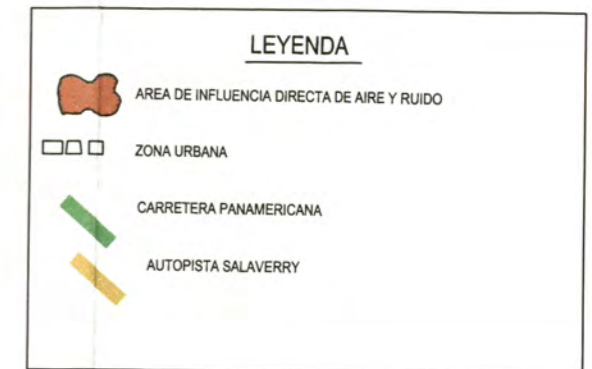 LEYENDA
AREA DE INFLUENCIA DIRECTA DE AIRE Y RUIDO
ZONA URBANA
CARRETERA PANAMERICANA
AUTOPISTA SALAVERRY